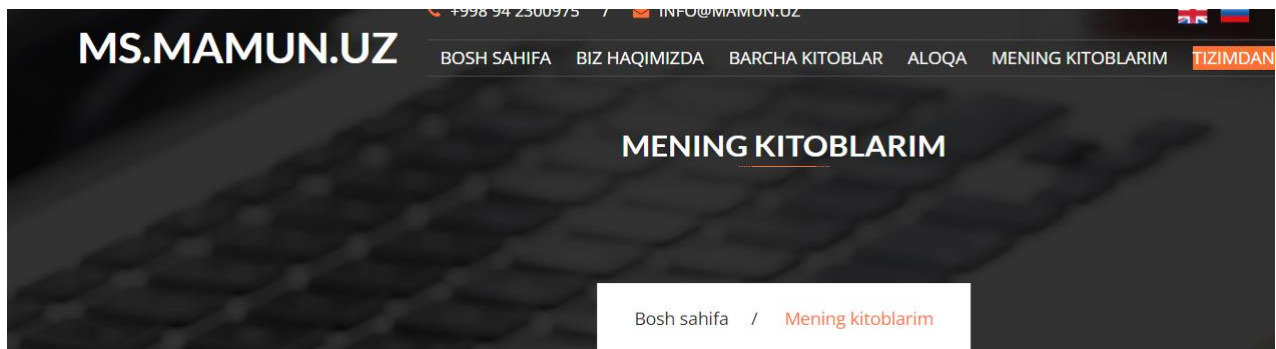 +998 94 2300975 / INFO@MAMUN.UZ
MS.MAMUN.UZ
BOSH SAHIFA BIZ HAQIMIZDA BARCHA KITOBLAR ALOQA MENING KITOBLARIM TIZIMDAN
MENING KITOBLARIM
Bosh sahifa / Mening kitoblarim